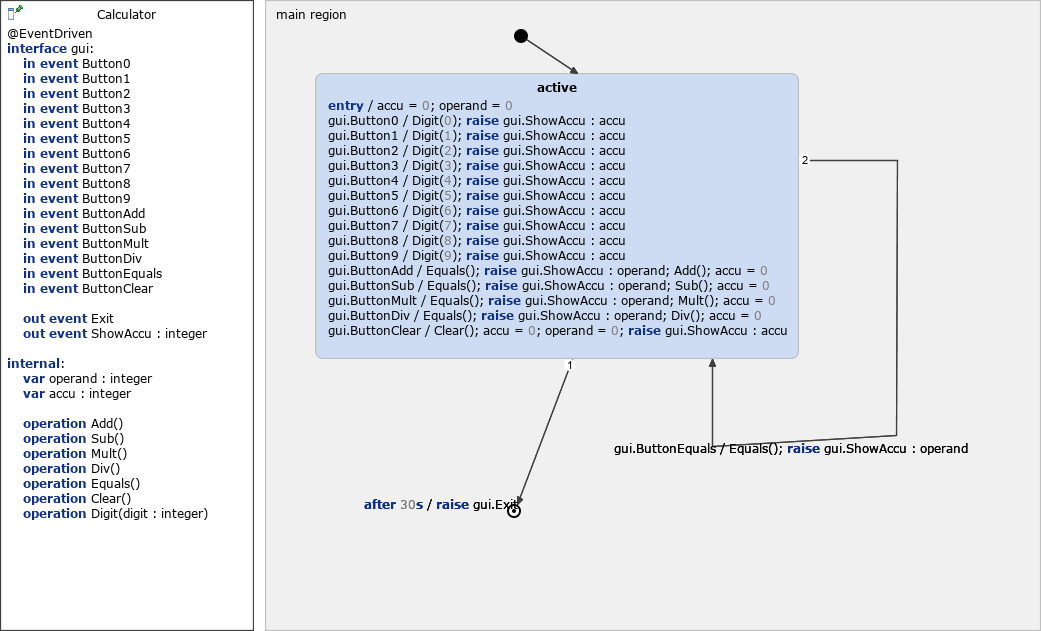 Calculator
@EventDriven
interface gui:
in event Button0
in event Button1
in event Button2
in event Button3
in event Button4
in event Button5
in event Button6
in event Button7
in event Button8
in event Button9
in event ButtonAdd
in event ButtonSub
in event ButtonMult
in event ButtonDiv
in event ButtonEquals
in event ButtonClear
out event Exit
out event ShowAccu : integer
internal:
var operand : integer
var accu : integer
operation Add()
operation Sub()
operation Mult()
operation Div()
operation Equals()
operation Clear()
operation Digit(digit : integer)
main region
active
entry / accu = 0; operand = 0
gui.Button0 / Digit(0); raise gui.ShowAccu : accu
gui.Button1 / Digit(1); raise gui.ShowAccu : accu
gui.Button2 / Digit(2); raise gui.ShowAccu : accu
gui.Button3 / Digit(3); raise gui.ShowAccu : accu
gui.Button4 / Digit(4); raise gui.ShowAccu : accu
gui.Button5 / Digit(5); raise gui.ShowAccu : accu
gui.Button6 / Digit(6); raise gui.ShowAccu : accu
gui.Button7 / Digit(7); raise gui.ShowAccu : accu
gui.Button8 / Digit(8); raise gui.ShowAccu : accu
gui.Button9 / Digit(9); raise gui.ShowAccu : accu
gui.ButtonAdd / Equals(); raise gui.ShowAccu : operand; Add(); accu = 0
gui.ButtonSub / Equals(); raise gui.ShowAccu : operand; Sub(); accu = 0
gui.ButtonMult / Equals(); raise gui.ShowAccu : operand; Mult(); accu = 0
gui.ButtonDiv / Equals(); raise gui.ShowAccu : operand; Div(); accu = 0
gui.ButtonClear / Clear(); accu = 0; operand = 0; raise gui.ShowAccu : accu
2
1
gui.ButtonEquals / Equals(); raise gui.ShowAccu : operand
after 30s / raise gui.Exit